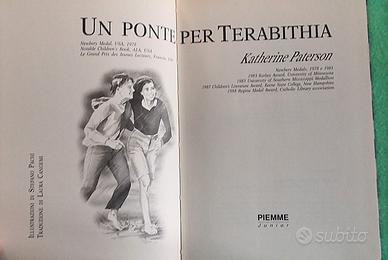 UN PONTE PER TERABITHIA
Newbery Medal, USA, 1978
Notable Children's Book, ALA, USA
Le Grand Prix des Jeunes Lecteurs, Francia,
Katherine Paterson
Newbery Medals, 1978 e 1981
1983 Kerlan Award, University of Minnesota
1983 University of Southern Mississippi Medallion
1987 Children's Literature Award, Keene State College, New Hampshire
1988 Regina Medal Award, Catholic Library association
ILLUSTRAZIONI DI STEFANO PACHÌ
TRADUZIONE DI LAURA CANGEMI
PIEMME
Junior
subito